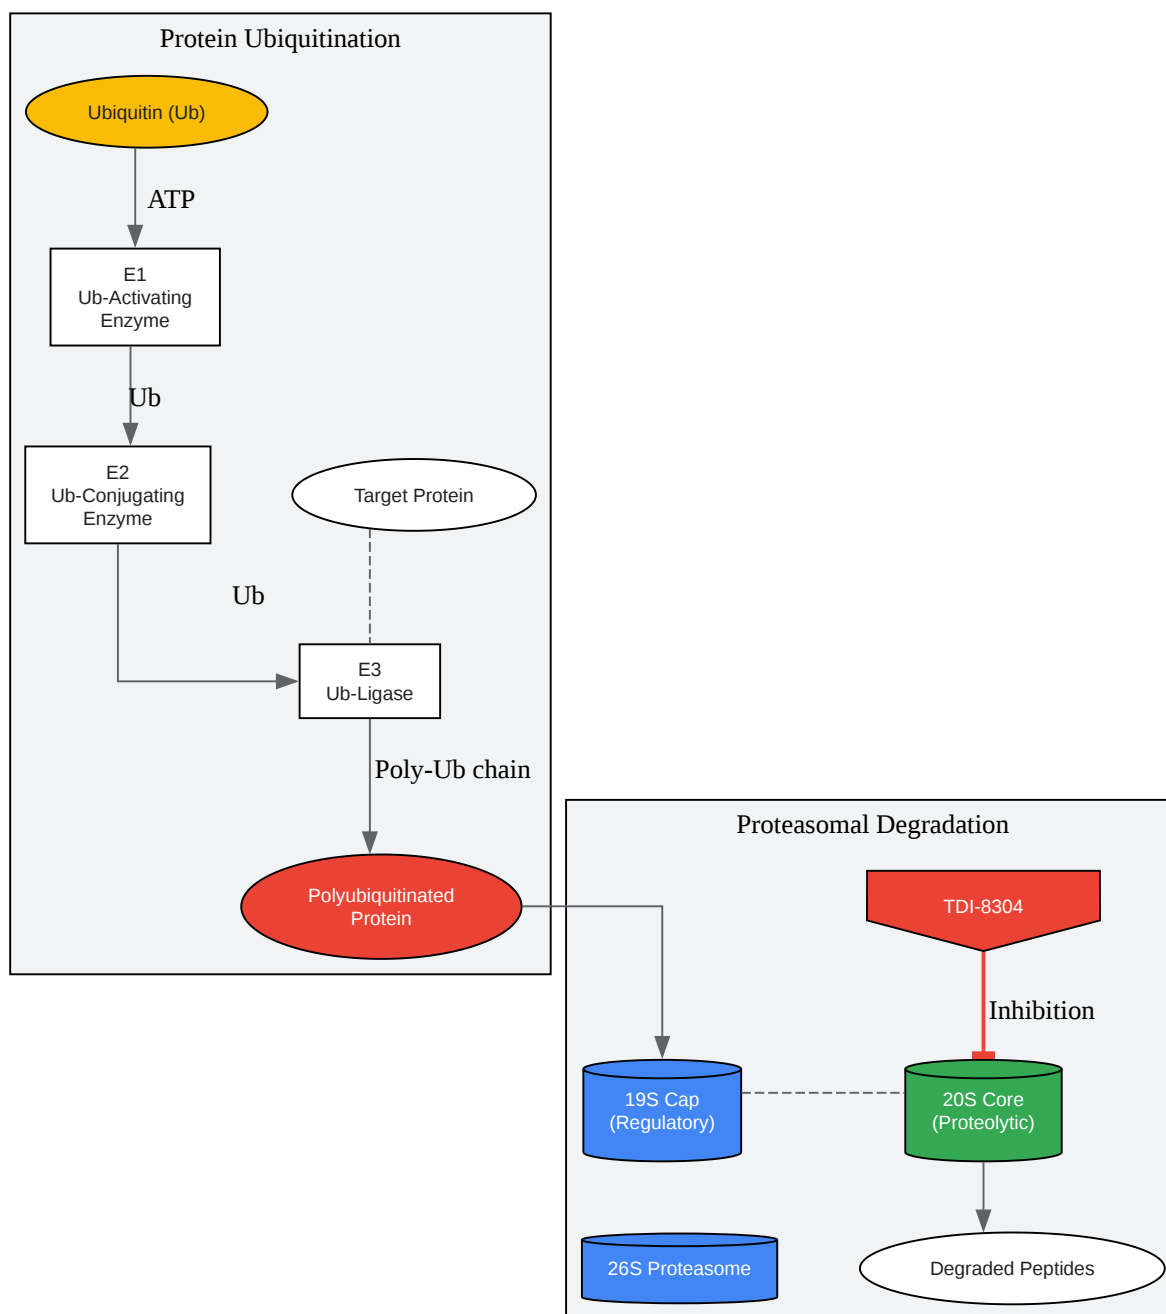 Protein Ubiquitination
Ubiquitin (Ub)
ATP
E1
Ub-Activating
Enzyme
Ub
E2
Ub-Conjugating
Enzyme
Target Protein
Ub
E3
Ub-Ligase
Poly-Ub chain
Polyubiquitinated
Protein
Proteasomal Degradation
TDI-8304
Inhibition
19S Cap
(Regulatory)
20S Core
(Proteolytic)
26S Proteasome
Degraded Peptides